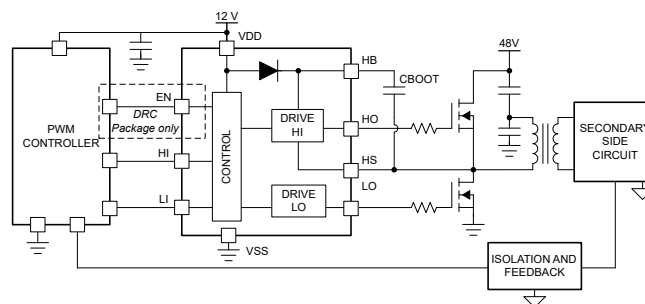 12 V
VDD
48V
HB
CBOOT
EN
DRC
Package only
PWM
CONTROLLER
DRIVE
HI
HO
SECONDARY
SIDE
CIRCUIT
HI
CONTROL
HS
LO
LI
DRIVE
LO
VSS
ISOLATION AND
FEEDBACK